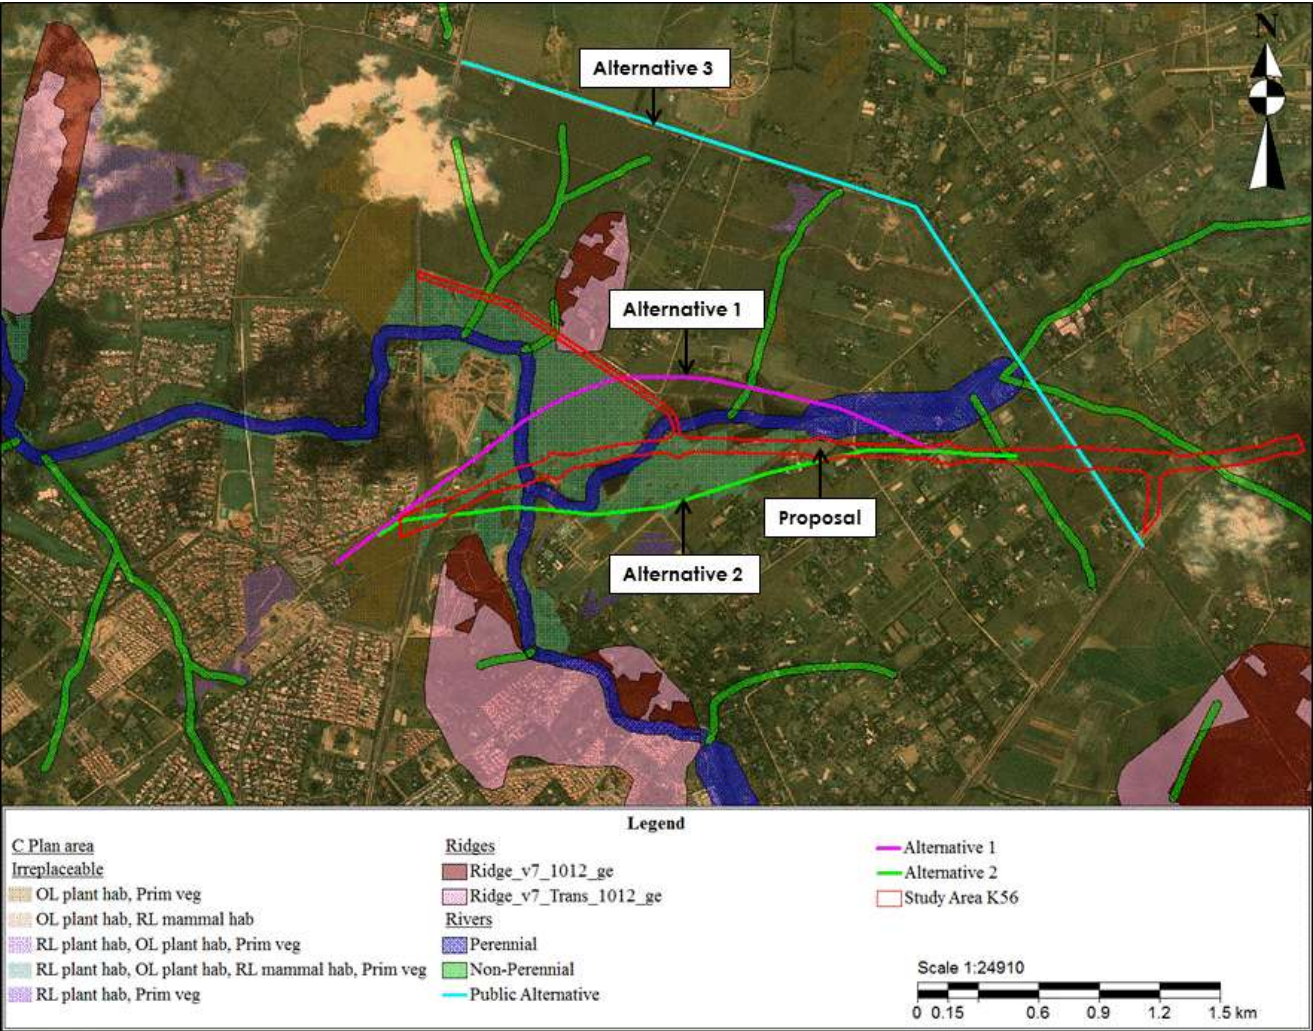 N
Alternative 3
Alternative 1
Proposal
Alternative 2
Legend
C Plan area
Irreplaceable
OL plant hab, Prim veg
OL plant hab, RL mammal hab
RL plant hab, OL plant hab, Prim veg
RL plant hab, OL plant hab, RL mammal hab, Prim veg
RL plant hab, Prim veg
Ridges
Ridge_v7_1012_ge
Ridge_v7_Trans_1012_ge
Rivers
Perennial
Non-Perennial
Public Alternative
Alternative 1
Alternative 2
Study Area K56
Scale 1:24910
0 0.15 0.6 0.9 1.2 1.5 km